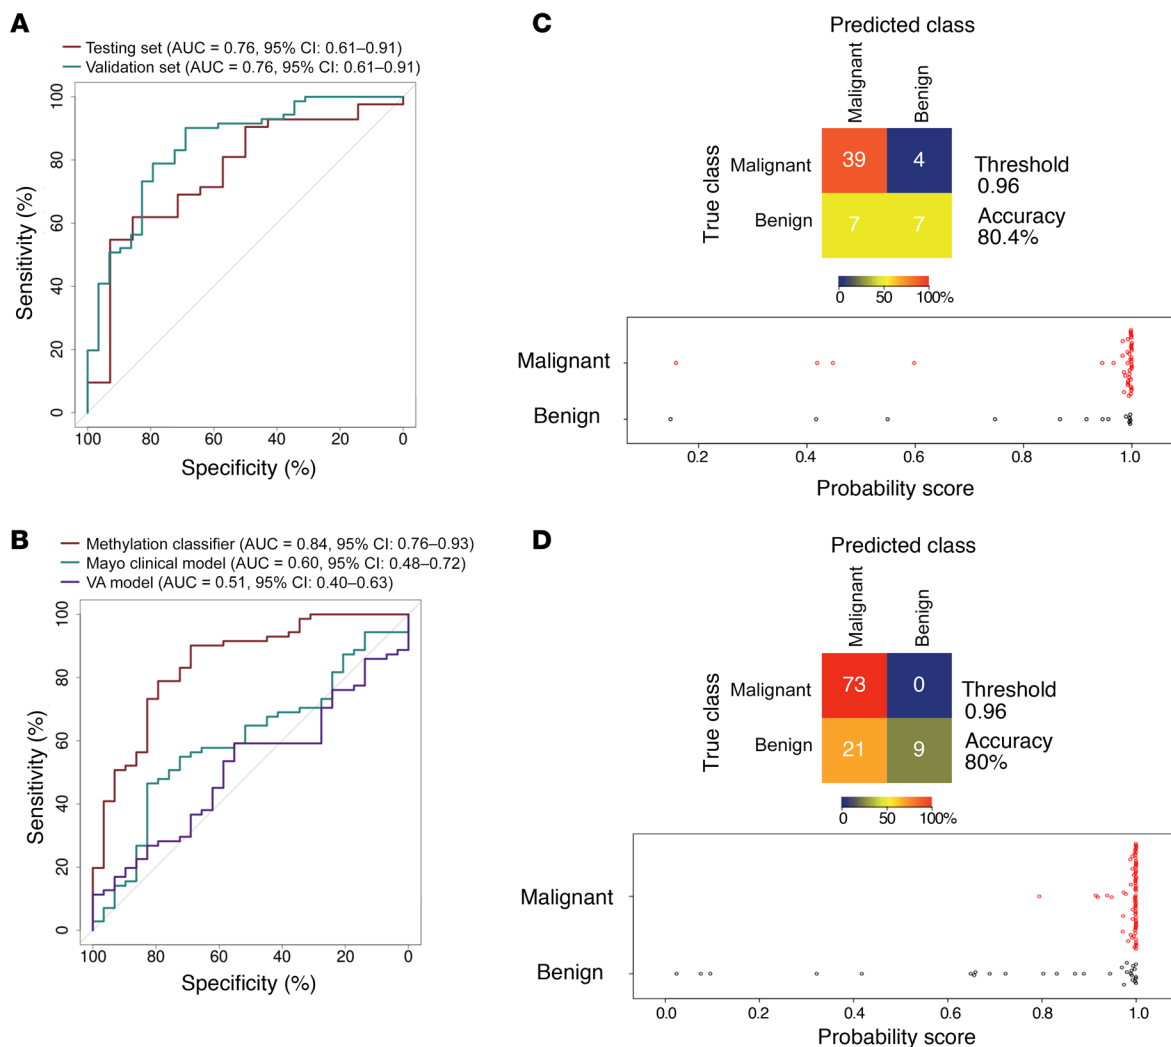 A
Testing set (AUC = 0.76, 95% CI: 0.61–0.91)
Validation set (AUC = 0.76, 95% CI: 0.61–0.91)
Sensitivity (%)
100
80
60
40
20
0
100 80 60 40 20 0
Specificity (%)
B
Methylation classifier (AUC = 0.84, 95% CI: 0.76–0.93)
Mayo clinical model (AUC = 0.60, 95% CI: 0.48–0.72)
VA model (AUC = 0.51, 95% CI: 0.40–0.63)
Sensitivity (%)
100
80
60
40
20
0
100 80 60 40 20 0
Specificity (%)
C
Predicted class
Malignant
Benign
True class
Malignant 39 4
Benign 7 7
Threshold
0.96
Accuracy
80.4%
0 50 100%
Malignant
Benign
0.2 0.4 0.6 0.8 1.0
Probability score
D
Predicted class
Malignant
Benign
True class
Malignant 73 0
Benign 21 9
Threshold
0.96
Accuracy
80%
0 50 100%
Malignant
Benign
0.0 0.2 0.4 0.6 0.8 1.0
Probability score